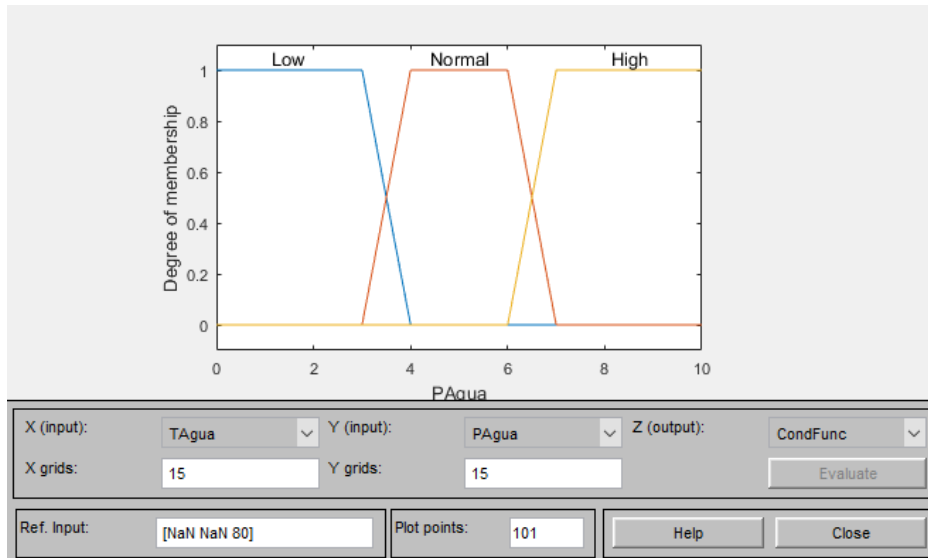 Low Normal High
1
0.8
0.6
0.4
0.2
0
Degree of membership
0 2 4 6 8 10
PAgua
X (input): TAgua Y (input): PAgua Z (output): CondFunc
X grids: 15 Y grids: 15 Evaluate
Ref. Input: [NaN NaN 80] Plot points: 101 Help Close